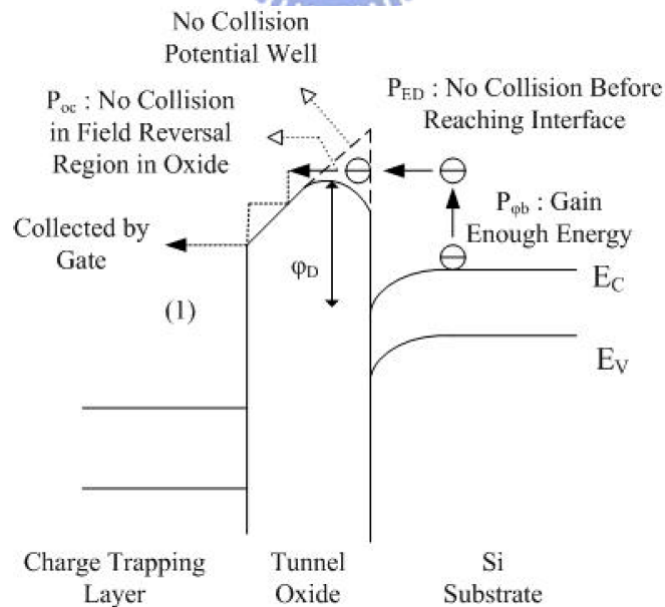 No Collision
Potential Well
P_oc : No Collision
in Field Reversal
Region in Oxide
P_ED : No Collision Before
Reaching Interface
P_φb : Gain
Enough Energy
Collected by
Gate
φ_D
E_C
(1)
E_V
Charge Trapping
Layer
Tunnel
Oxide
Si
Substrate